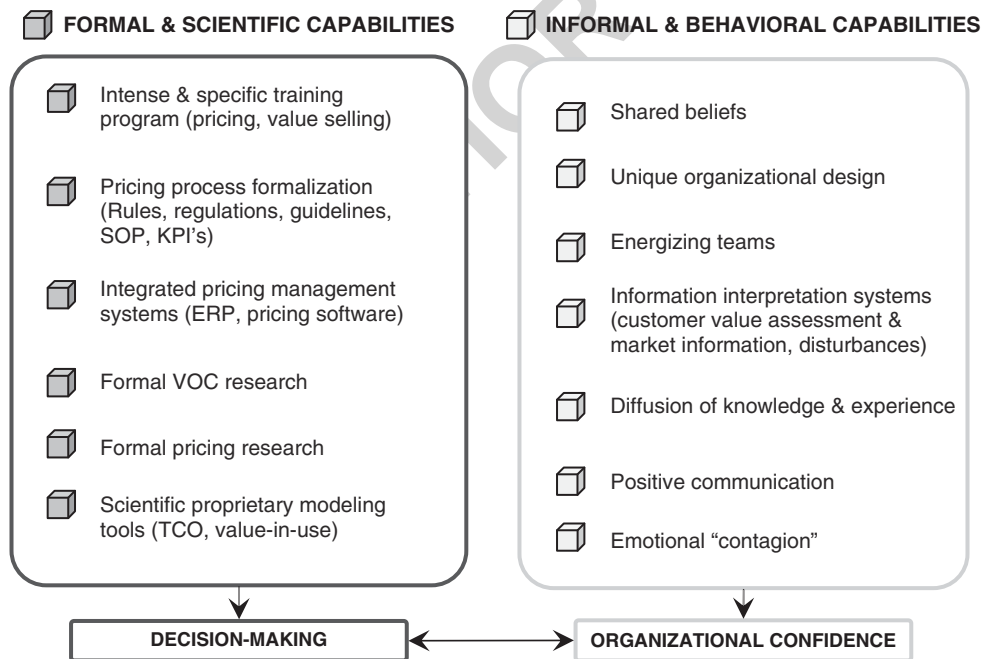 FORMAL & SCIENTIFIC CAPABILITIES
Intense & specific training
program (pricing, value selling)
Pricing process formalization
(Rules, regulations, guidelines,
SOP, KPI's)
Integrated pricing management
systems (ERP, pricing software)
Formal VOC research
Formal pricing research
Scientific proprietary modeling
tools (TCO, value-in-use)
DECISION-MAKING
INFORMAL & BEHAVIORAL CAPABILITIES
Shared beliefs
Unique organizational design
Energizing teams
Information interpretation systems
(customer value assessment &
market information, disturbances)
Diffusion of knowledge & experience
Positive communication
Emotional “contagion”
ORGANIZATIONAL CONFIDENCE